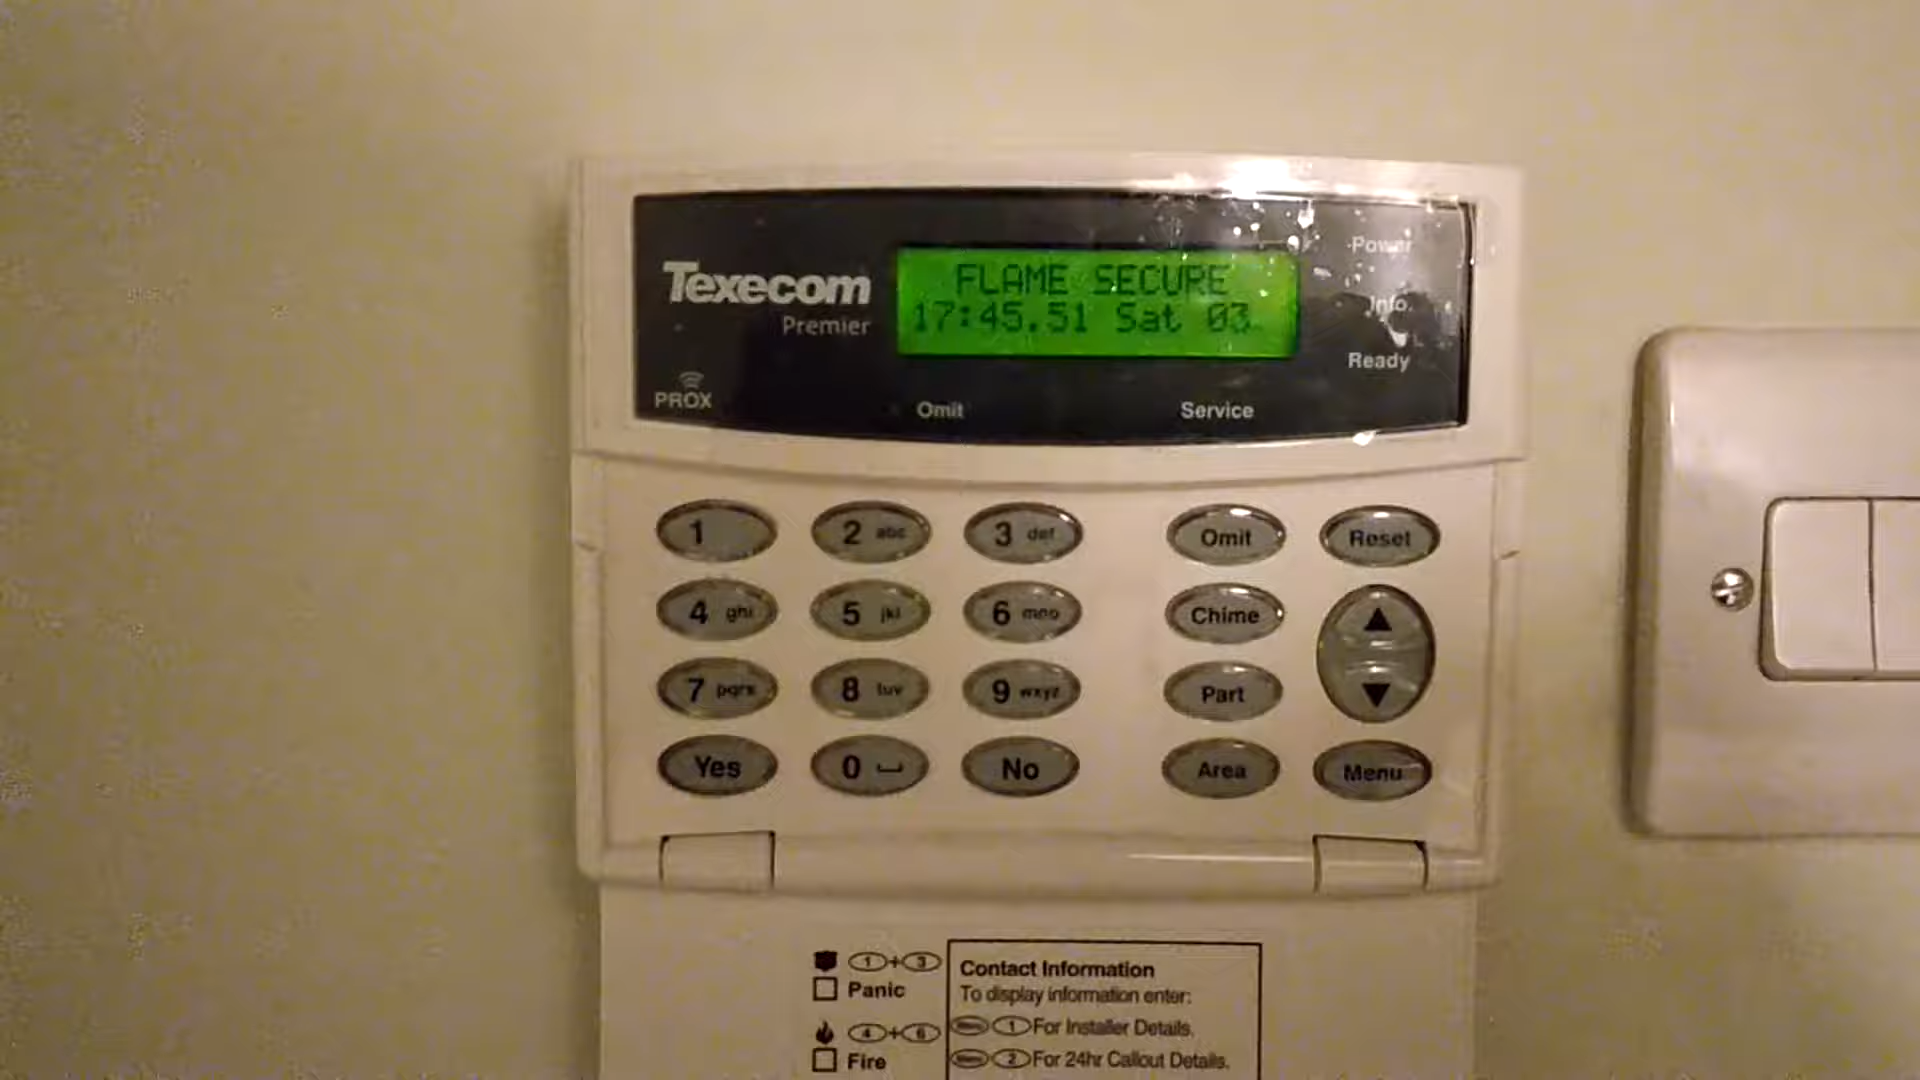 Texecom
Premier
PROX
FLAME SECURE
17:45.51 Sat 03
Power
Info
Ready
Omit
Service
1
2 abc
3 def
Omit
Reset
4 ghi
5 jkl
6 mno
Chime
7 pqrs
8 tuv
9 wxyz
Part
Yes
0
No
Area
Menu
1+3
Panic
4+6
Fire
Contact Information
To display information enter:
Menu 1 For Installer Details.
Menu 2 For 24hr Callout Details.